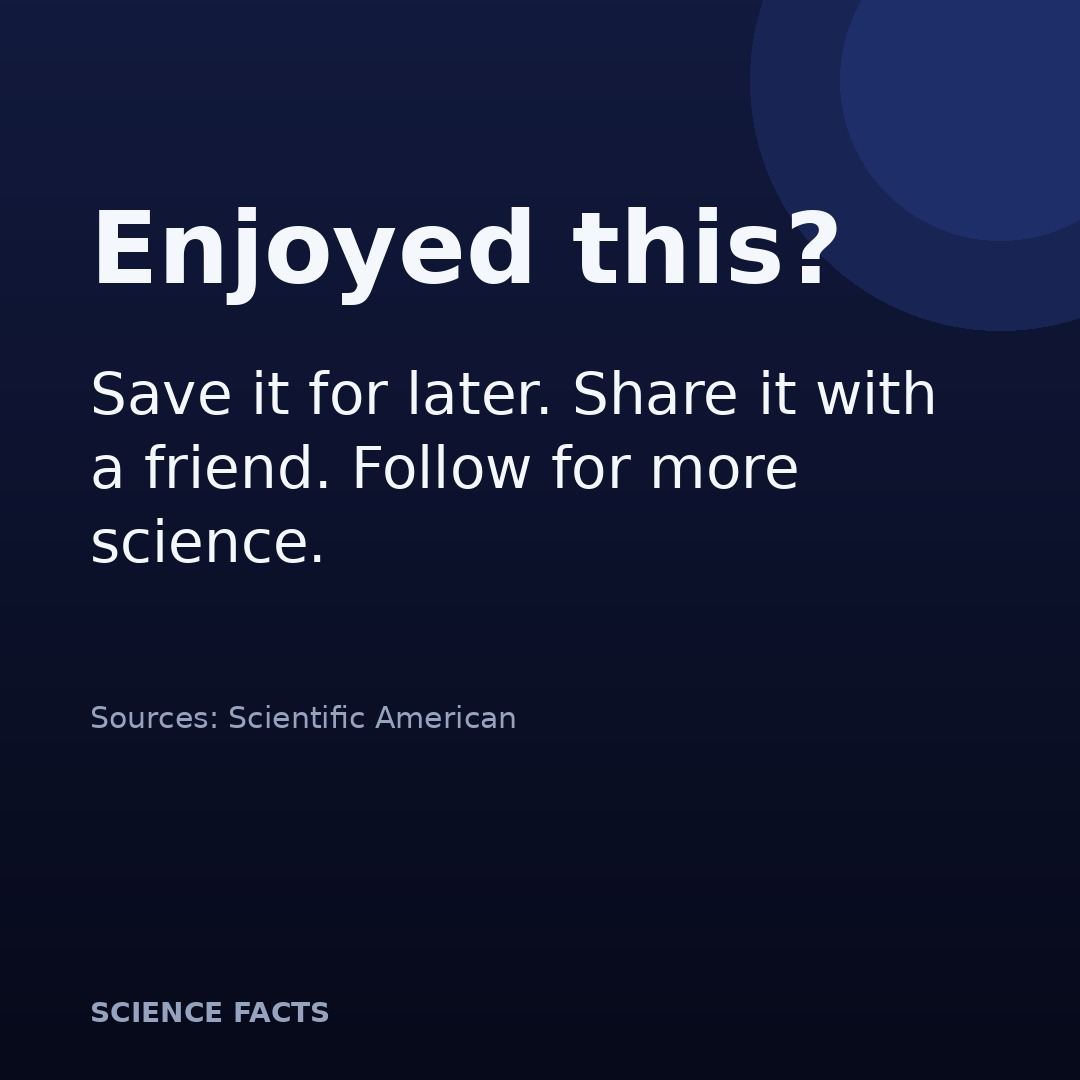 Enjoyed this?
Save it for later. Share it with
a friend. Follow for more
science.
Sources: Scientific American
SCIENCE FACTS